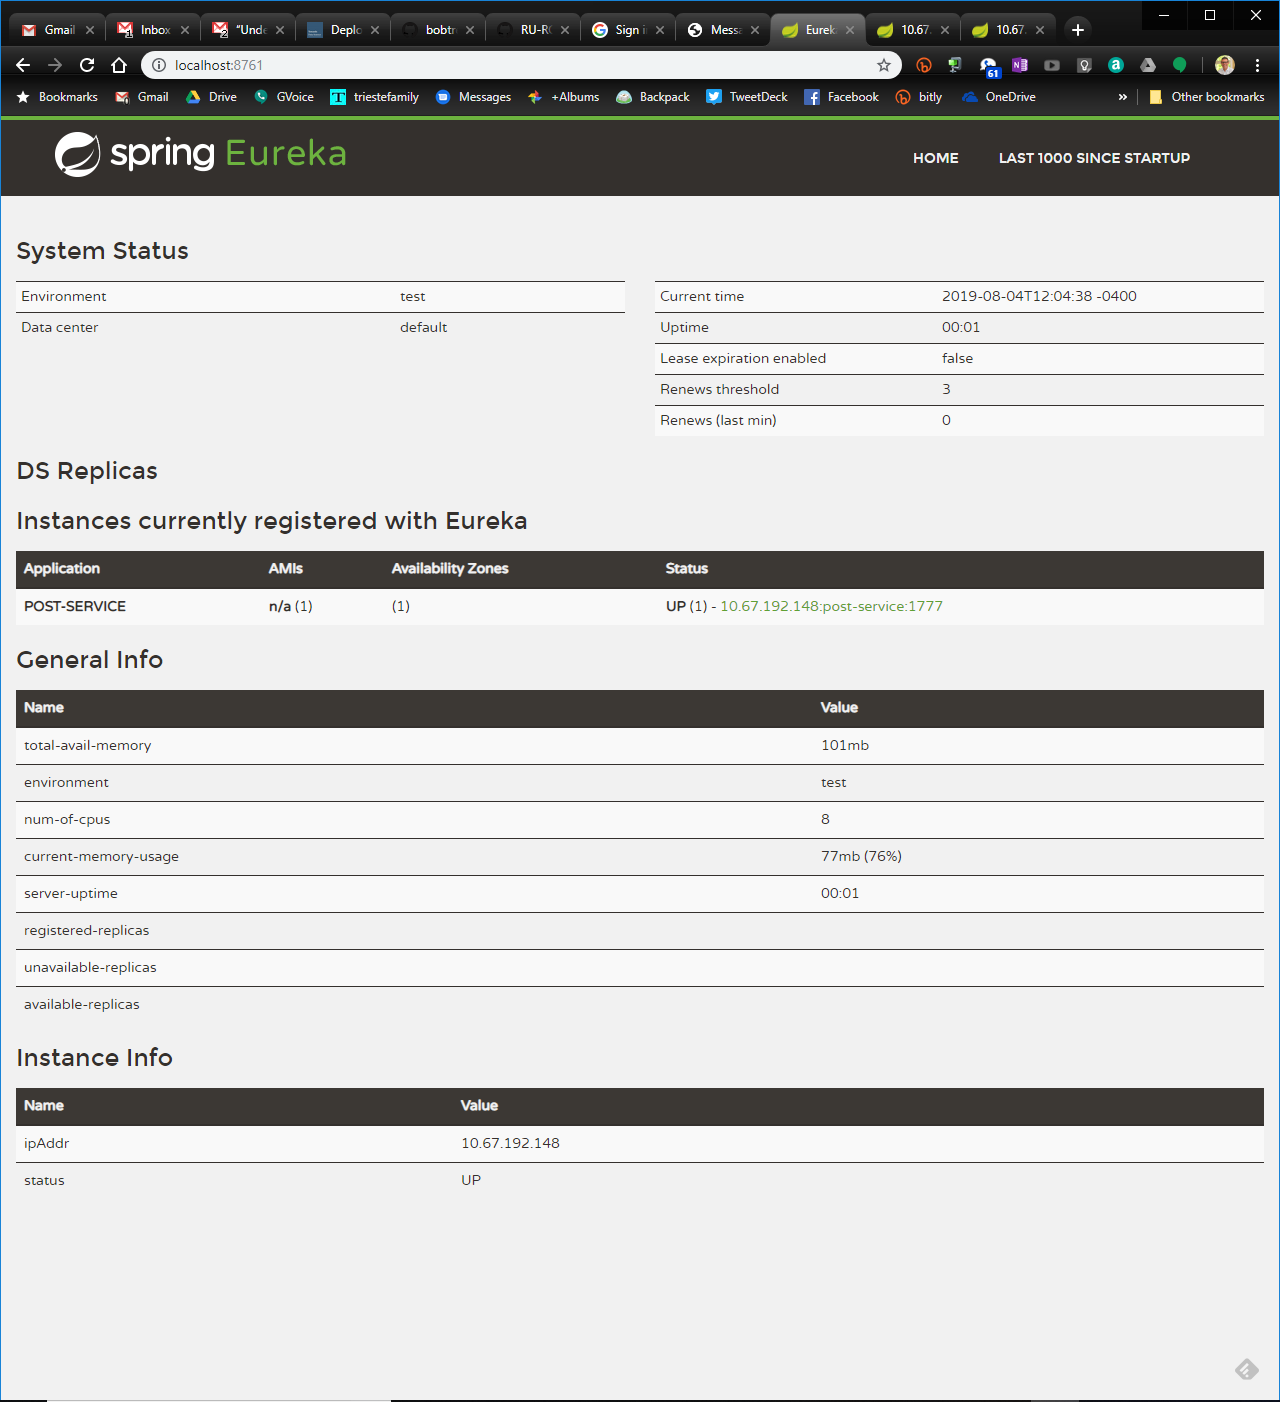 Gmail Inbox "Unde Deplo bobtr RU-R Sign i Messa Eurek 10.67. 10.67.
localhost:8761
61
Bookmarks Gmail Drive GVoice triestefamily Messages +Albums Backpack TweetDeck Facebook bitly OneDrive » Other bookmarks
spring Eureka HOME LAST 1000 SINCE STARTUP
System Status
Environment test Current time 2019-08-04T12:04:38 -0400
Data center default Uptime 00:01
Lease expiration enabled false
Renews threshold 3
Renews (last min) 0
DS Replicas
Instances currently registered with Eureka
Application AMIs Availability Zones Status
POST-SERVICE n/a (1) (1) UP (1) - 10.67.192.148:post-service:1777
General Info
Name Value
total-avail-memory 101mb
environment test
num-of-cpus 8
current-memory-usage 77mb (76%)
server-uptime 00:01
registered-replicas
unavailable-replicas
available-replicas
Instance Info
Name Value
ipAddr 10.67.192.148
status UP